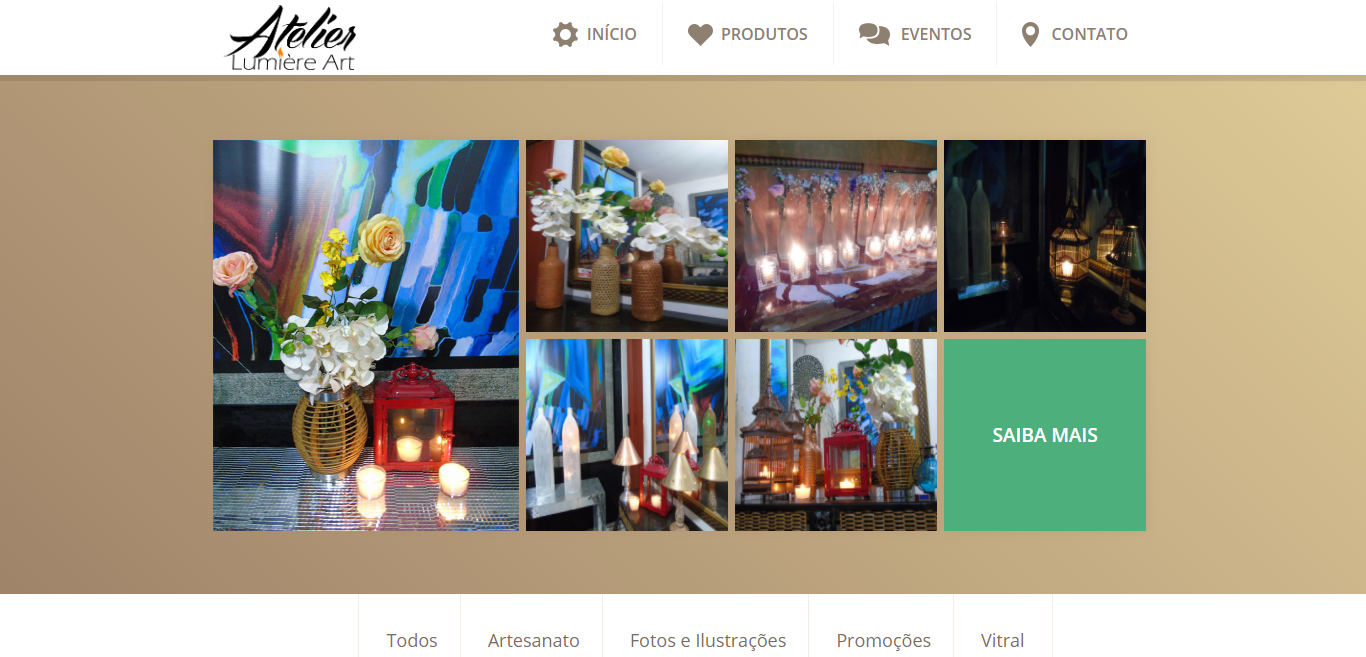 Atelier
Lumière Art
INÍCIO
PRODUTOS
EVENTOS
CONTATO
SAIBA MAIS
Todos
Artesanato
Fotos e Ilustrações
Promoções
Vitral